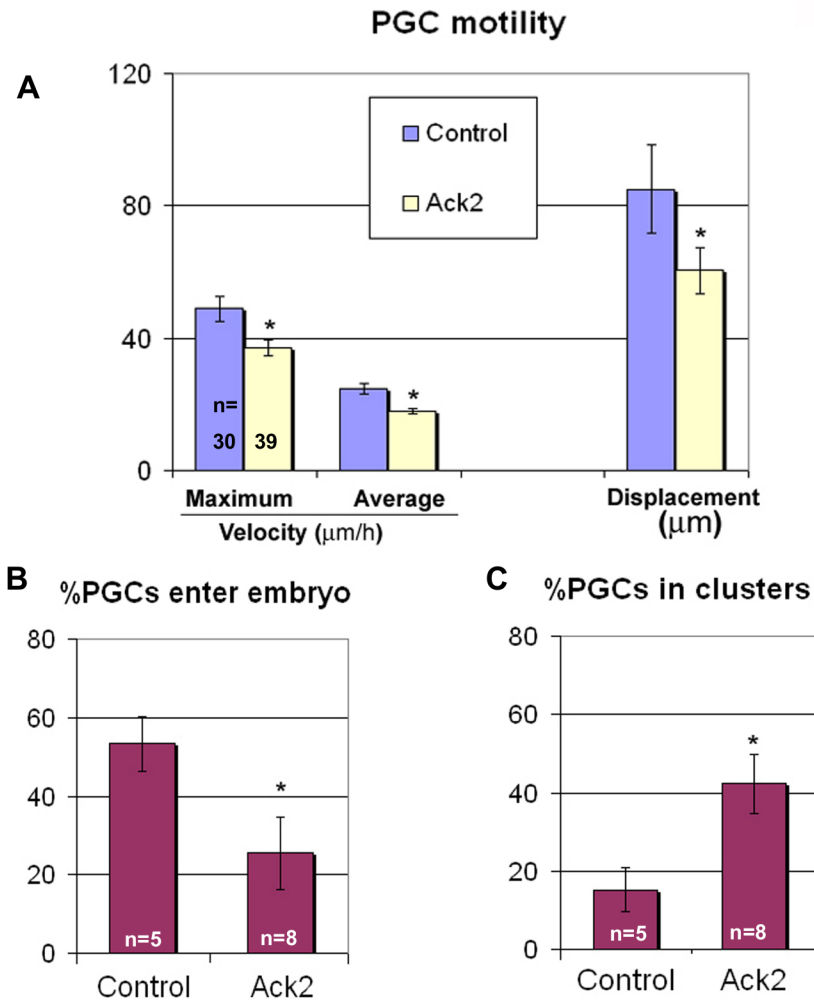 PGC motility
A
120
Control
Ack2
80
*
*
40
*
n=
30 39
0
Maximum Average Displacement
Velocity (μm/h) (μm)
B %PGCs enter embryo
80
60
*
40
20
n=5 n=8
0
Control Ack2
C %PGCs in clusters
80
60
*
40
20
n=5 n=8
0
Control Ack2